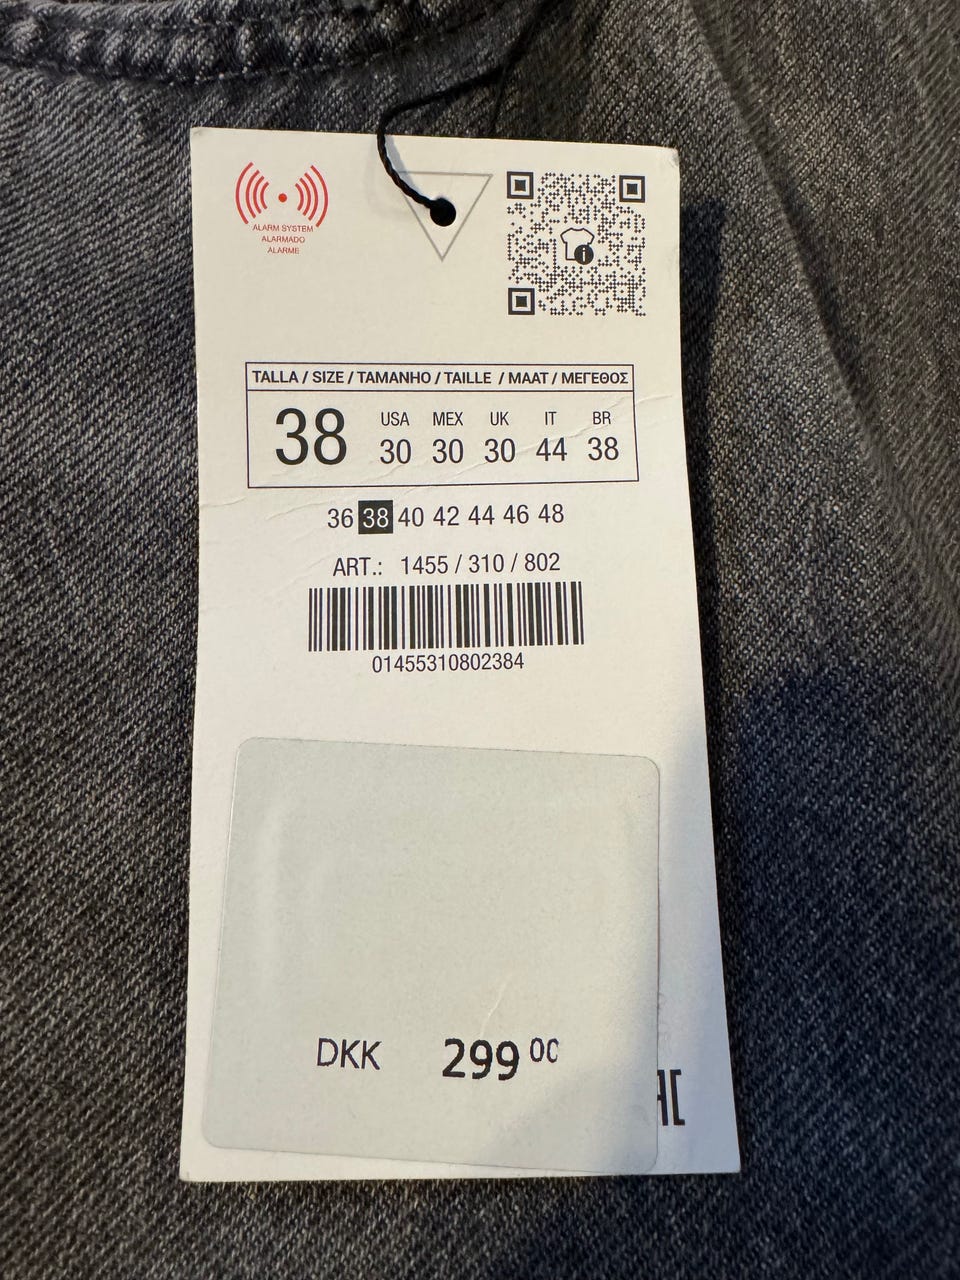 ALARM SYSTEM
ALARMADO
ALARME
TALLA / SIZE / TAMANHO / TAILLE / MAAT / ΜΕΓΕΘΟΣ
38 USA MEX UK IT BR
30 30 30 44 38
36 38 40 42 44 46 48
ART.: 1455 / 310 / 802
01455310802384
DKK 299 00